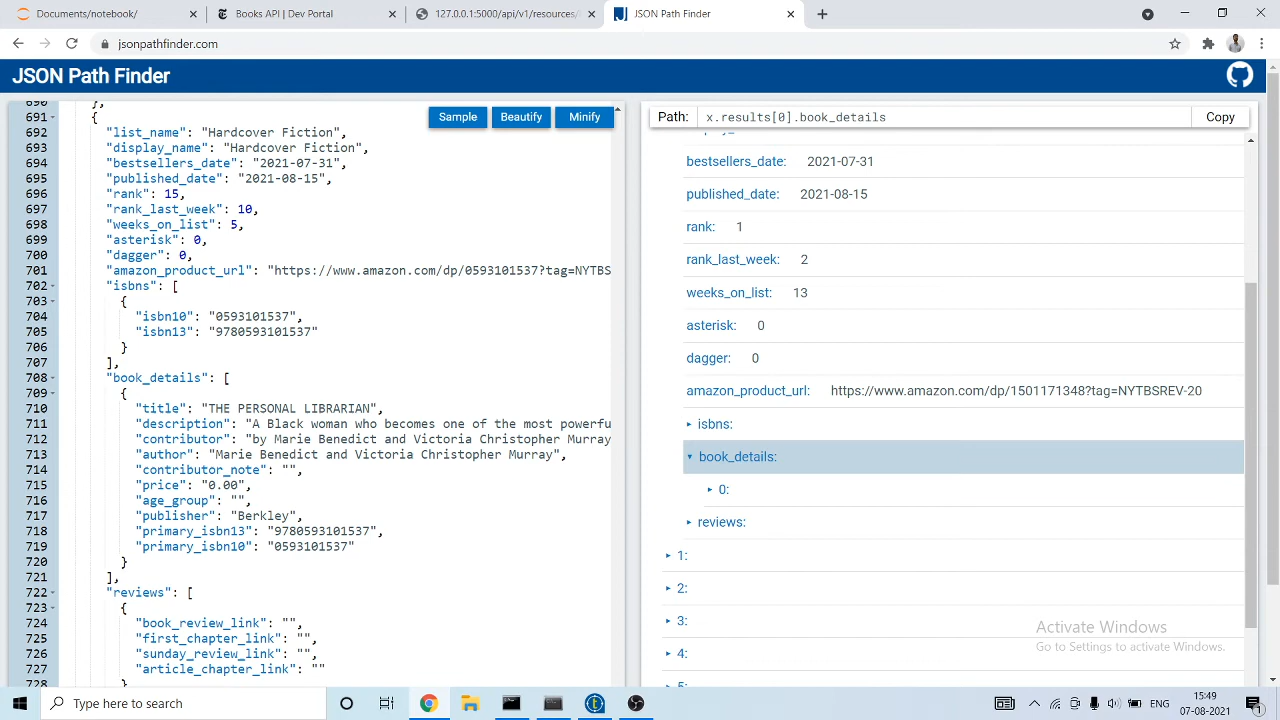 Documents/notebook/
Books API | Dev Portal
127.0.0.1:5000/api/v1/resources/
JSON Path Finder
jsonpathfinder.com
JSON Path Finder
Sample Beautify Minify
690 },
691 {
692 "list_name": "Hardcover Fiction",
693 "display_name": "Hardcover Fiction",
694 "bestsellers_date": "2021-07-31",
695 "published_date": "2021-08-15",
696 "rank": 15,
697 "rank_last_week": 10,
698 "weeks_on_list": 5,
699 "asterisk": 0,
700 "dagger": 0,
701 "amazon_product_url": "https://www.amazon.com/dp/0593101537?tag=NYTBS
702 "isbns": [
703 {
704 "isbn10": "0593101537",
705 "isbn13": "9780593101537"
706 }
707 ],
708 "book_details": [
709 {
710 "title": "THE PERSONAL LIBRARIAN",
711 "description": "A Black woman who becomes one of the most powerfu
712 "contributor": "by Marie Benedict and Victoria Christopher Murray
713 "author": "Marie Benedict and Victoria Christopher Murray",
714 "contributor_note": "",
715 "price": "0.00",
716 "age_group": "",
717 "publisher": "Berkley",
718 "primary_isbn13": "9780593101537",
719 "primary_isbn10": "0593101537"
720 }
721 ],
722 "reviews": [
723 {
724 "book_review_link": "",
725 "first_chapter_link": "",
726 "sunday_review_link": "",
727 "article_chapter_link": ""
728 }
Path: x.results[0].book_details Copy
bestsellers_date: 2021-07-31
published_date: 2021-08-15
rank: 1
rank_last_week: 2
weeks_on_list: 13
asterisk: 0
dagger: 0
amazon_product_url: https://www.amazon.com/dp/1501171348?tag=NYTBSREV-20
isbns:
book_details:
0:
reviews:
1:
2:
3:
4:
Activate Windows
Go to Settings to activate Windows.
Type here to search
ENG
15:49
07-08-2021
1